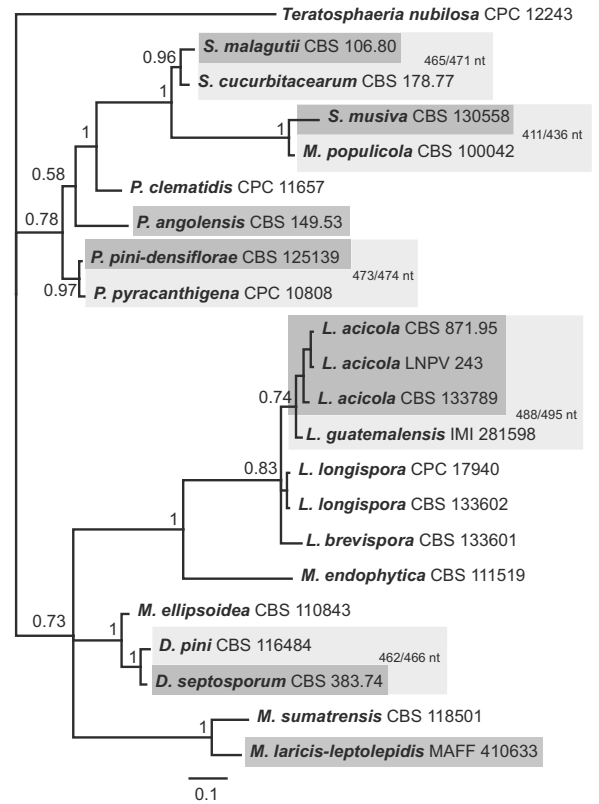 Teratosphaeria nubilosa CPC 12243
S. malagutii CBS 106.80
0.96
465/471 nt
S. cucurbitacearum CBS 178.77
1
S. musiva CBS 130558
1
1
411/436 nt
M. populicola CBS 100042
0.58
P. clematidis CPC 11657
0.78
P. angolensis CBS 149.53
P. pini-densiflorae CBS 125139
473/474 nt
0.97
P. pyracanthigena CPC 10808
L. acicola CBS 871.95
L. acicola LNPV 243
0.74
L. acicola CBS 133789
488/495 nt
L. guatemalensis IMI 281598
0.83
L. longispora CPC 17940
L. longispora CBS 133602
1
L. brevispora CBS 133601
M. endophytica CBS 111519
0.73
M. ellipsoidea CBS 110843
1
D. pini CBS 116484
462/466 nt
1
D. septosporum CBS 383.74
M. sumatrensis CBS 118501
1
M. laricis-leptolepidis MAFF 410633
0.1